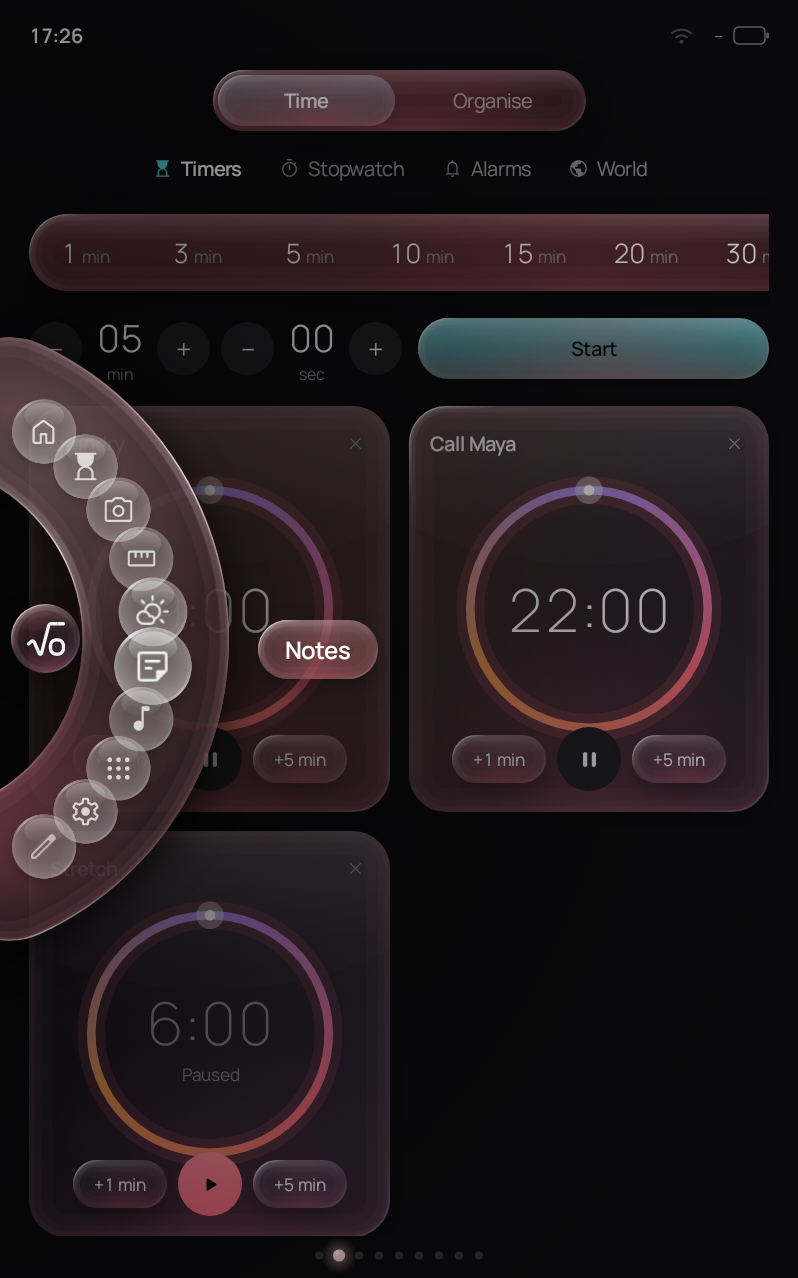 17:26
Time
Organise
Timers
Stopwatch
Alarms
World
1 min
3 min
5 min
10 min
15 min
20 min
30
05
min
00
sec
Start
Call Maya
:00
22:00
Notes
+5 min
+1 min
+5 min
Stretch
6:00
Paused
+1 min
+5 min